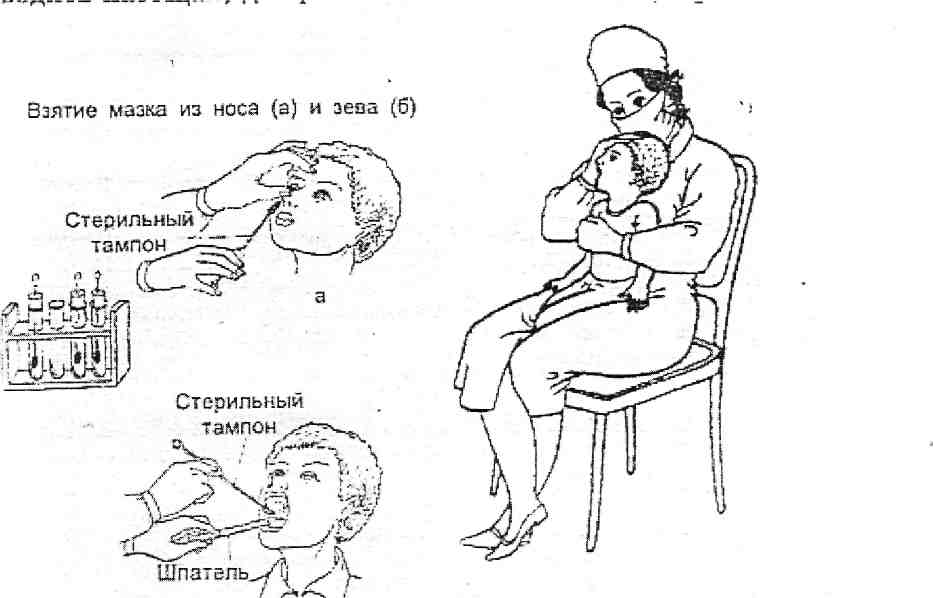 Взятие мазка из носа (а) и зева (б)
Стерильный
тампон
а
Стерильный
тампон
Шпатель